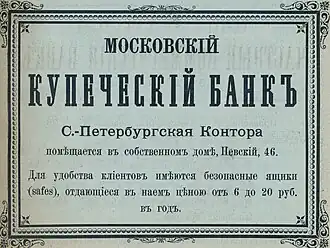 МОСКОВСКІЙ
КУПЕЧЕСКІЙ БАНКЪ
С.-Петербургская Контора
помѣщается въ собственномъ домѣ, Невскій, 46.
Для удобства кліентовъ имѣются безопасные ящики
(safes), отдающіеся въ наемъ цѣною отъ 6 до 20 руб.
въ годъ.